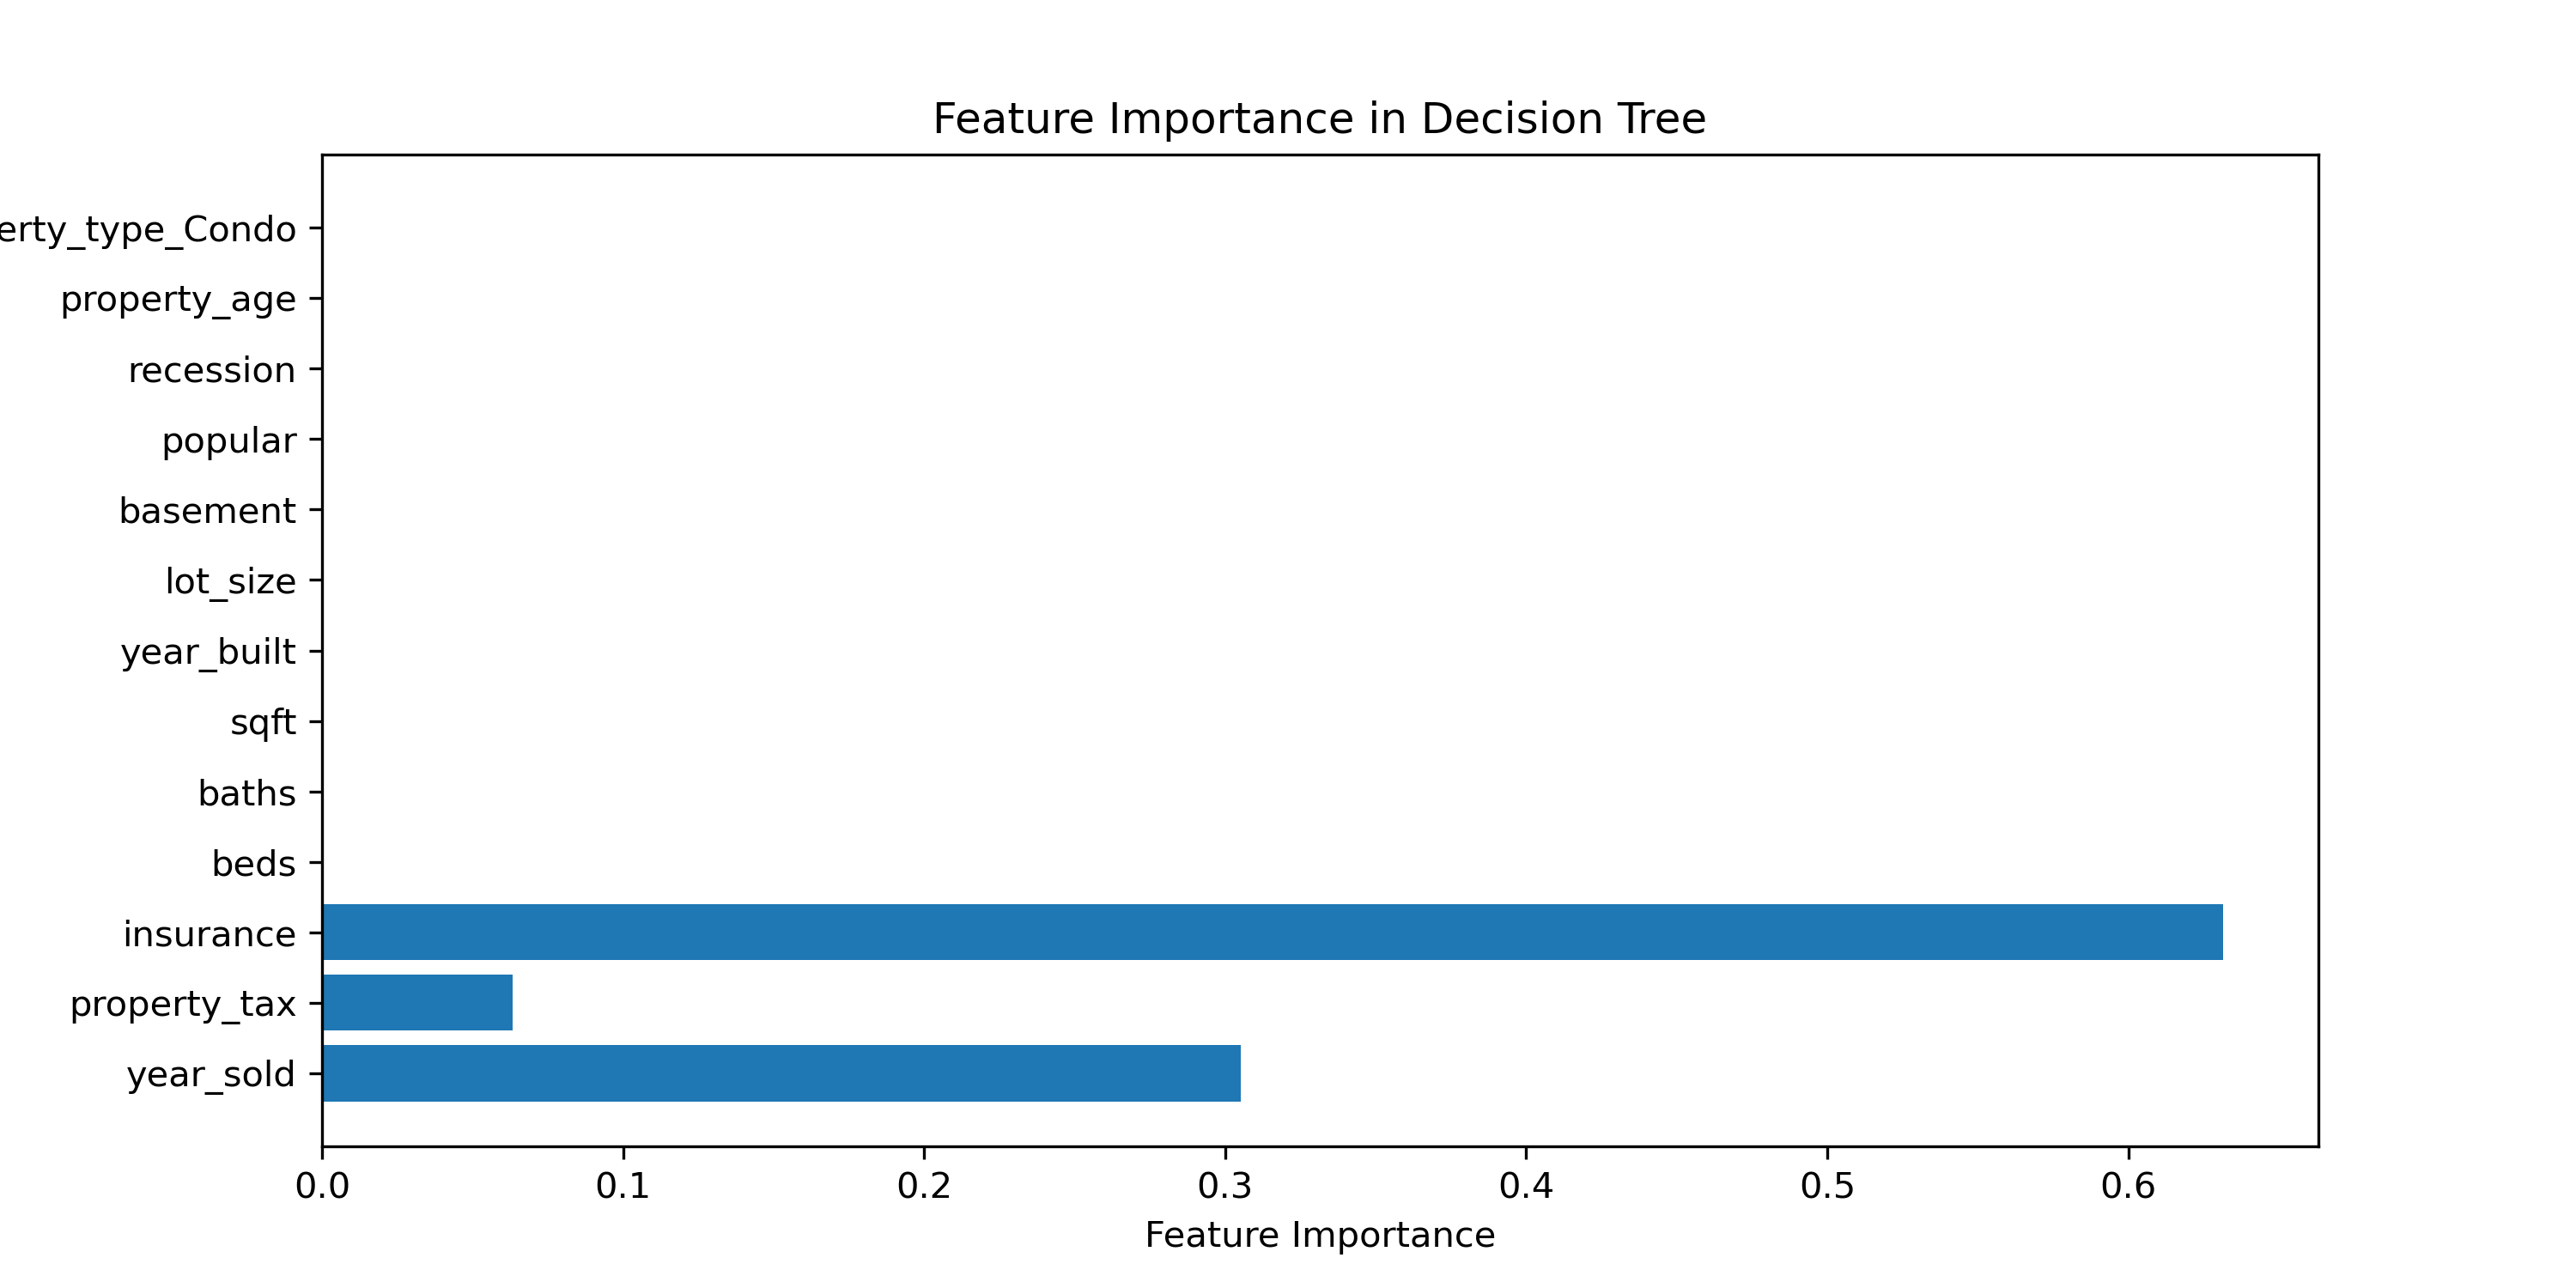 Feature Importance in Decision Tree
erty_type_Condo
property_age
recession
popular
basement
lot_size
year_built
sqft
baths
beds
insurance
property_tax
year_sold
0.0 0.1 0.2 0.3 0.4 0.5 0.6
Feature Importance